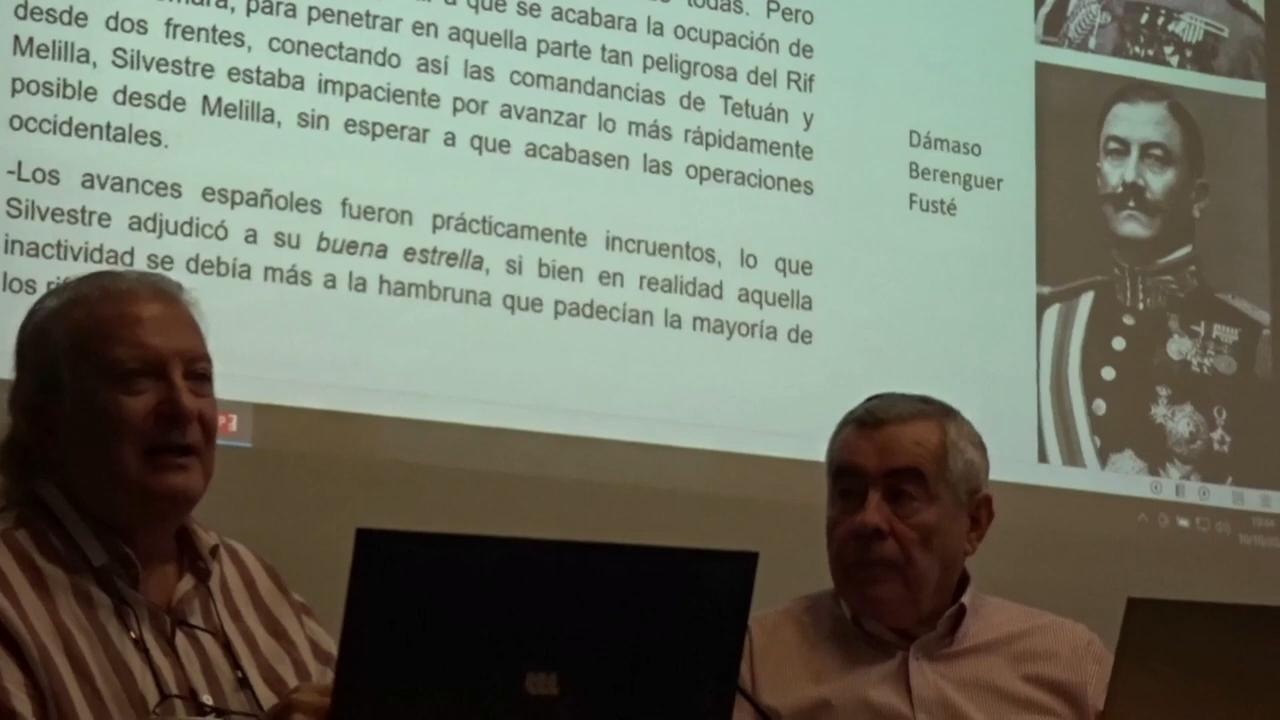 todas. Pero
para penetrar en aquella parte tan peligrosa del Rif
que se acabara la ocupación de
desde dos frentes, conectando así las comandancias de Tetuán y
Melilla, Silvestre estaba impaciente por avanzar lo más rápidamente
posible desde Melilla, sin esperar a que acabasen las operaciones
occidentales.
-Los avances españoles fueron prácticamente incruentos, lo que
Silvestre adjudicó a su buena estrella, si bien en realidad aquella
inactividad se debía más a la hambruna que padecían la mayoría de
los
Dámaso
Berenguer
Fusté